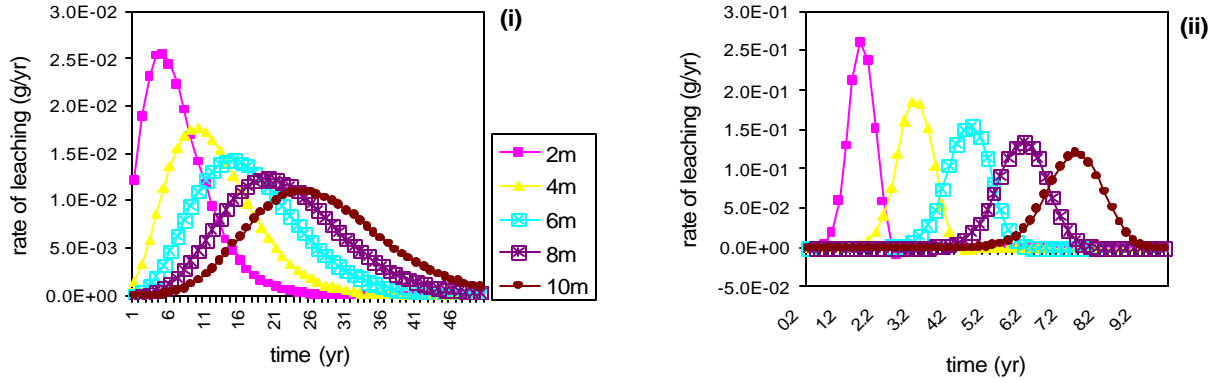 (i)
rate of leaching (g/yr)
3.0E-02
2.5E-02
2.0E-02
1.5E-02
1.0E-02
5.0E-03
0.0E+00
1 6 11 16 21 26 31 36 41 46
time (yr)
2m
4m
6m
8m
10m
(ii)
rate of leaching (g/yr)
3.0E-01
2.5E-01
2.0E-01
1.5E-01
1.0E-01
5.0E-02
0.0E+00
-5.0E-02
0.2 1.2 2.2 3.2 4.2 5.2 6.2 7.2 8.2 9.2
time (yr)